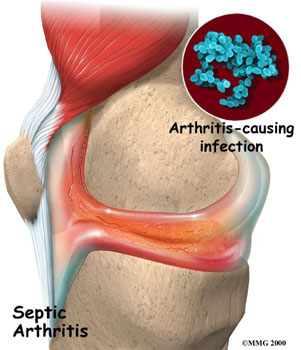 Arthritis-causing
infection
Septic
Arthritis
©MMG 2000